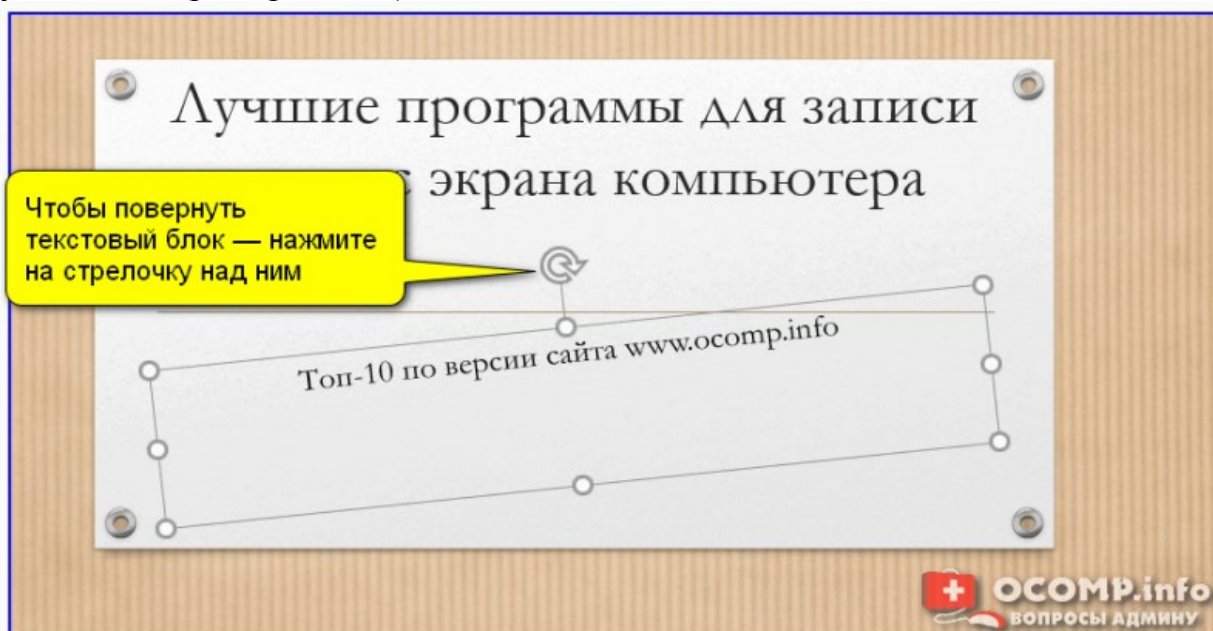 Лучшие программы для записи
с экрана компьютера
Чтобы повернуть
текстовый блок — нажмите
на стрелочку над ним
Топ-10 по версии сайта www.ocomp.info
OCOMP.info
ВОПРОСЫ АДМИНУ